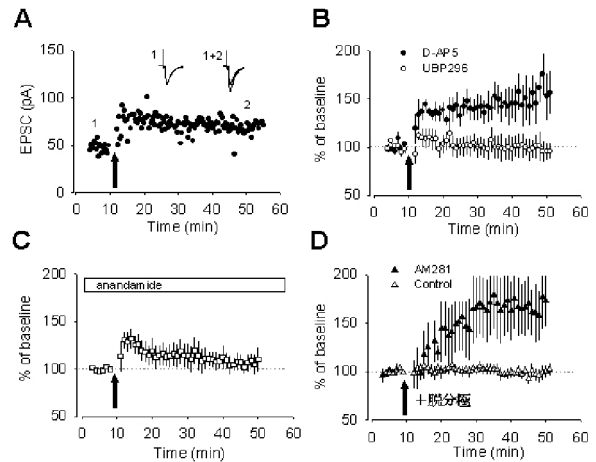 A
150
100
50
0
EPSC (pA)
1
1
1+2
2
0 10 20 30 40 50 60
Time (min)
B
200
150
100
50
% of baseline
D-AP5
UBP296
0 10 20 30 40 50 60
Time (min)
C
200
150
100
50
% of baseline
anandamide
0 10 20 30 40 50 60
Time (min)
D
200
150
100
50
% of baseline
AM281
Control
+脱分極
0 10 20 30 40 50 60
Time (min)